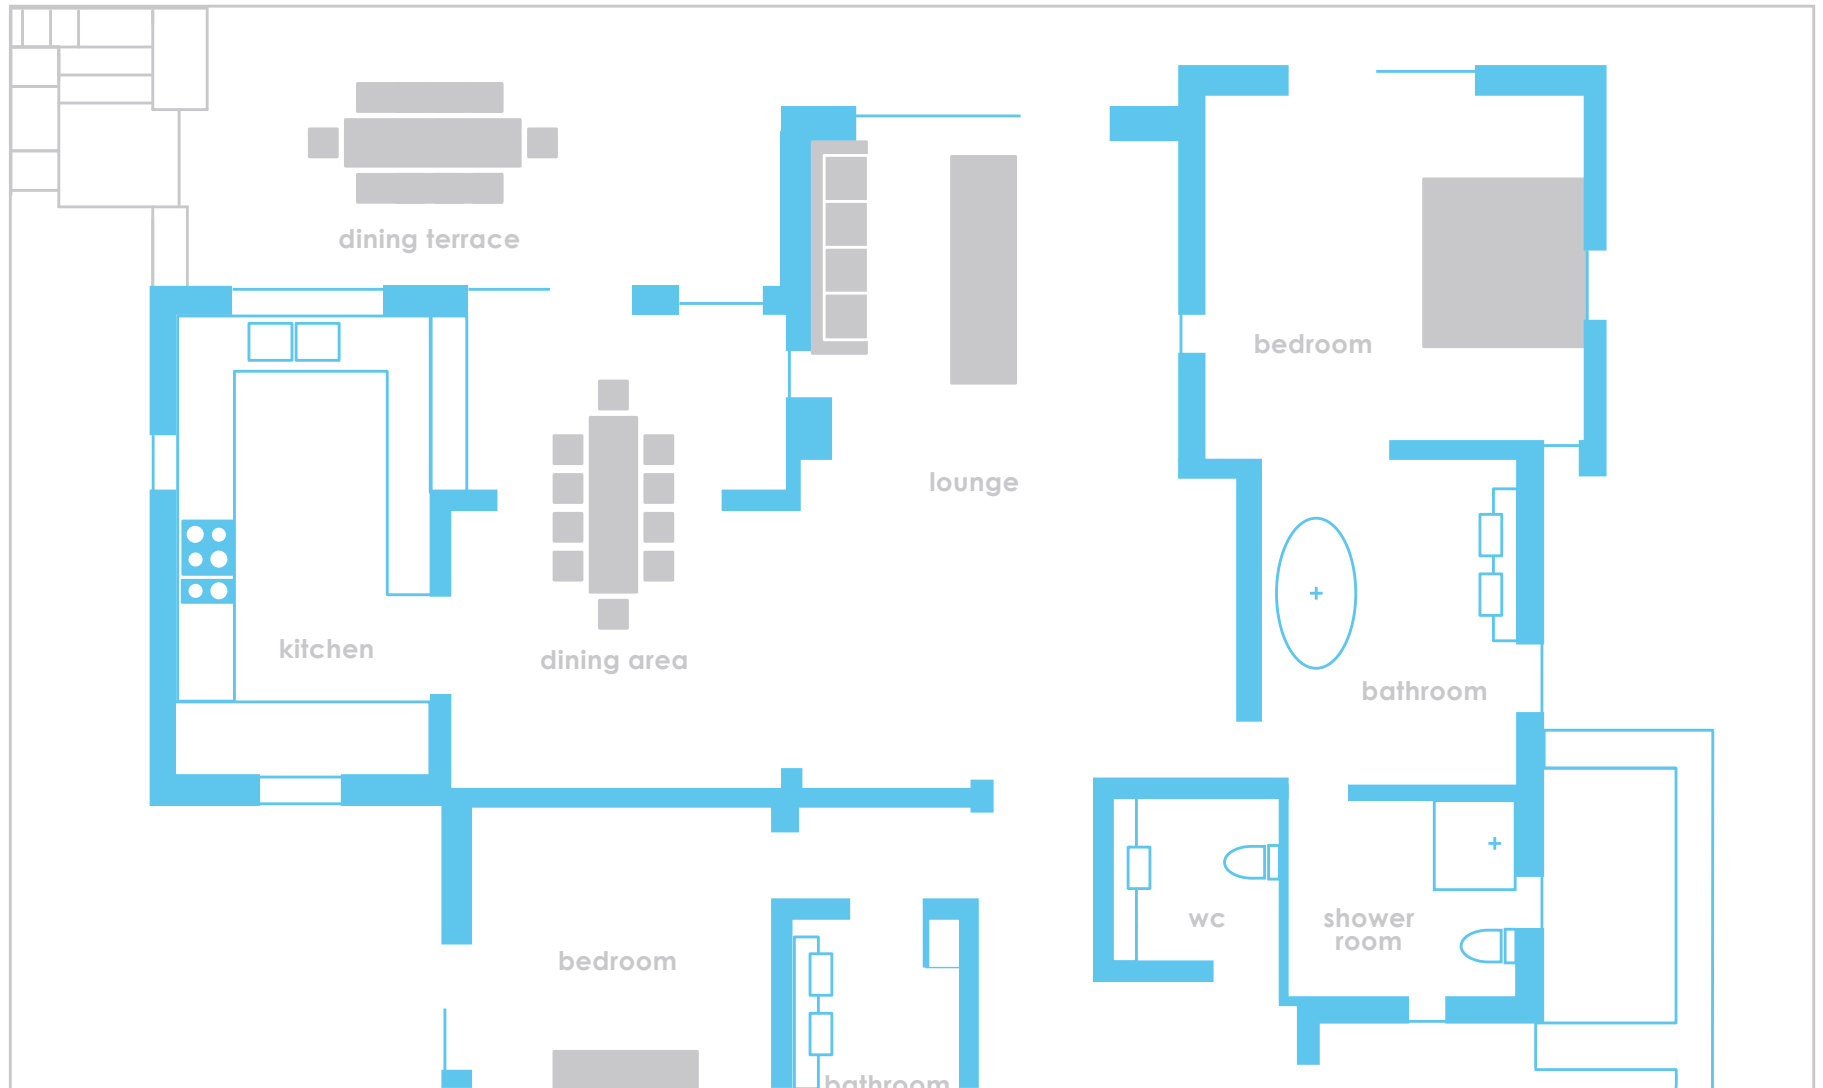 dining terrace
bedroom
lounge
kitchen
dining area
bathroom
wc
shower
room
bedroom
bathroom